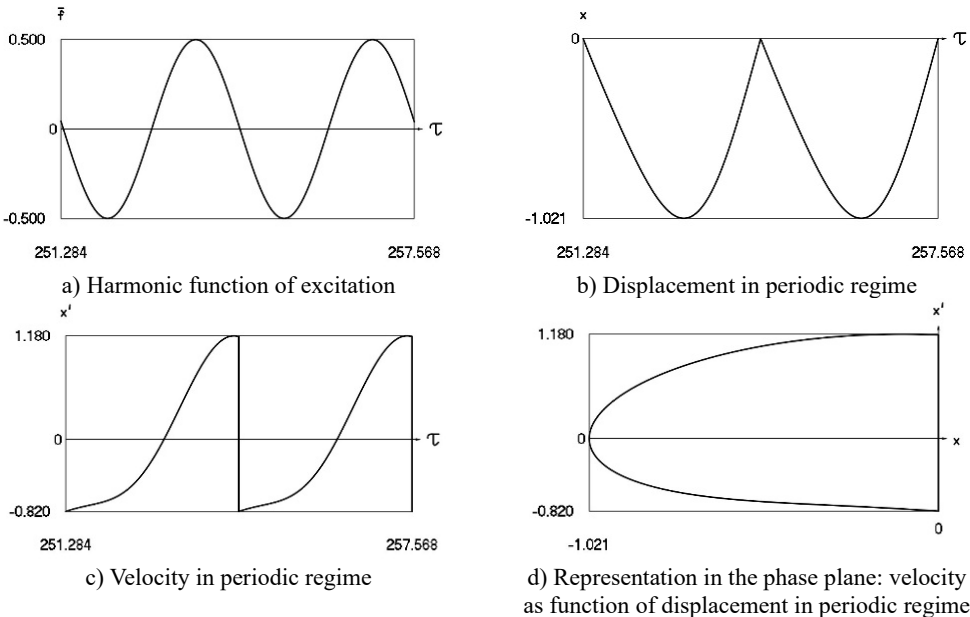 f̄
0.500
0
τ
-0.500
251.284
257.568
a) Harmonic function of excitation
x
0
τ
-1.021
251.284
257.568
b) Displacement in periodic regime
x'
1.180
0
τ
-0.820
251.284
257.568
c) Velocity in periodic regime
x'
1.180
0
x
-0.820
0
-1.021
d) Representation in the phase plane: velocity
as function of displacement in periodic regime